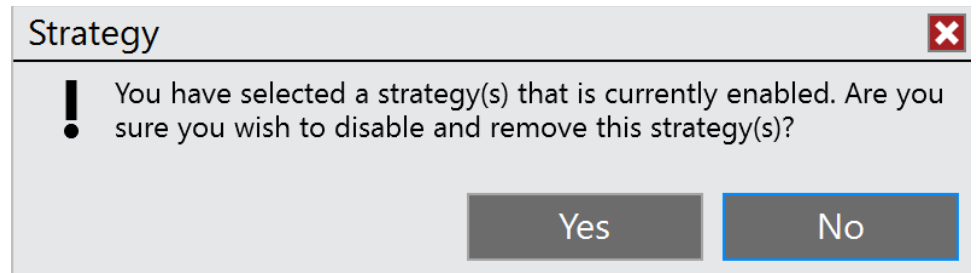 Strategy
You have selected a strategy(s) that is currently enabled. Are you
sure you wish to disable and remove this strategy(s)?
Yes
No